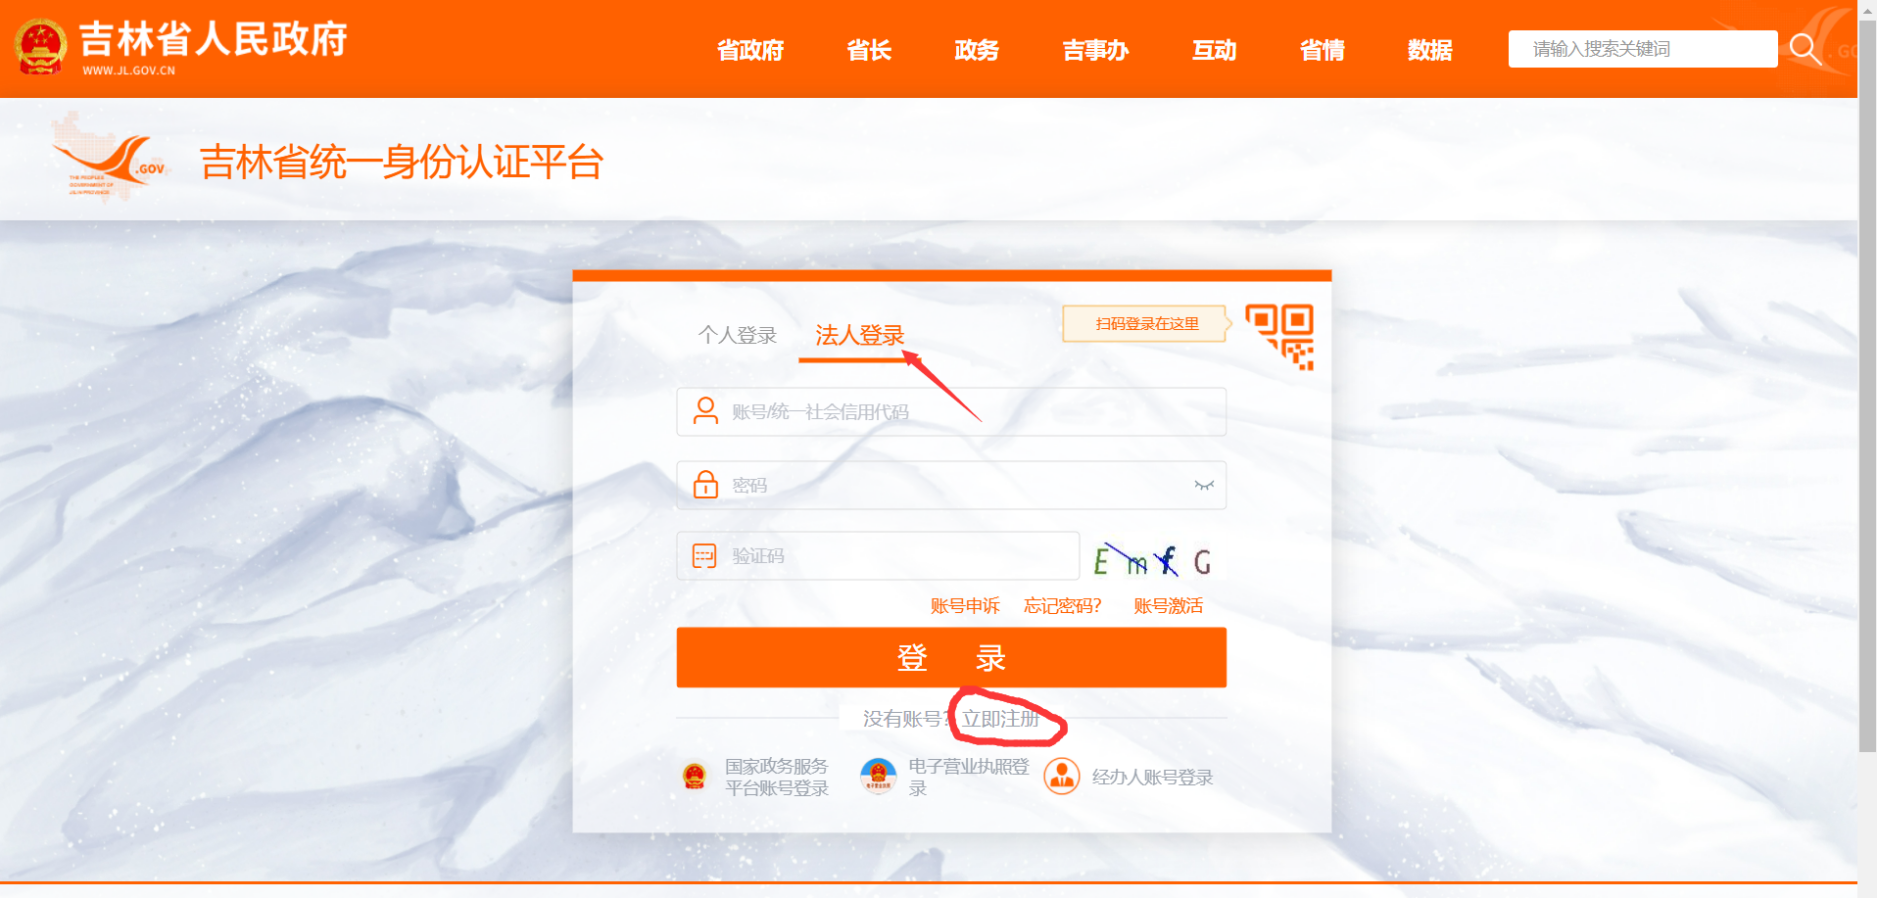 吉林省人民政府
WWW.JL.GOV.CN
省政府 省长 政务 吉事办 互动 省情 数据
请输入搜索关键词
.GOV
THE PEOPLES
GOVERNMENT OF
JILIN PROVINCE
吉林省统一身份认证平台
个人登录 法人登录
扫码登录在这里
账号/统一社会信用代码
密码
验证码
E m f G
账号申诉 忘记密码? 账号激活
登 录
没有账号? 立即注册
国家政务服务
平台账号登录
电子营业执照登
录
经办人账号登录